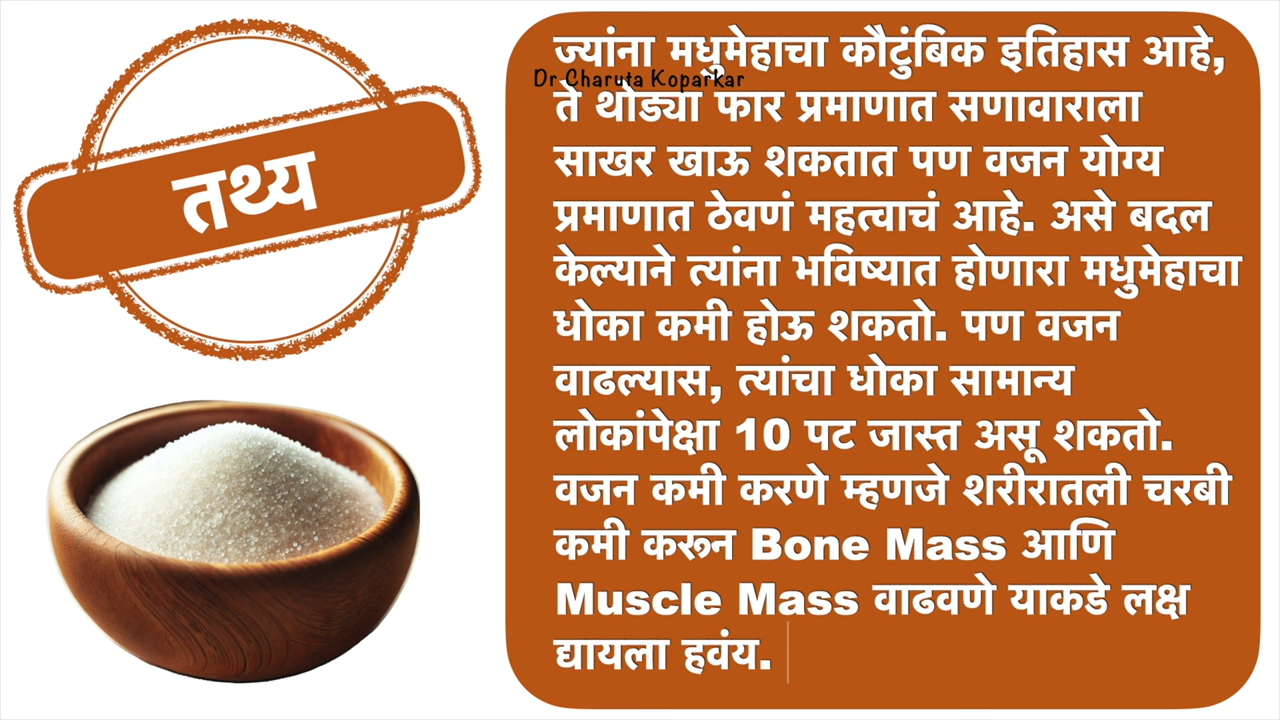 तथ्य
ज्यांना मधुमेहाचा कौटुंबिक इतिहास आहे,
Dr Charuta Koparkar
ते थोड्या फार प्रमाणात सणावाराला
साखर खाऊ शकतात पण वजन योग्य
प्रमाणात ठेवणं महत्वाचं आहे. असे बदल
केल्याने त्यांना भविष्यात होणारा मधुमेहाचा
धोका कमी होऊ शकतो. पण वजन
वाढल्यास, त्यांचा धोका सामान्य
लोकांपेक्षा 10 पट जास्त असू शकतो.
वजन कमी करणे म्हणजे शरीरातली चरबी
कमी करून Bone Mass आणि
Muscle Mass वाढवणे याकडे लक्ष
द्यायला हवंय.